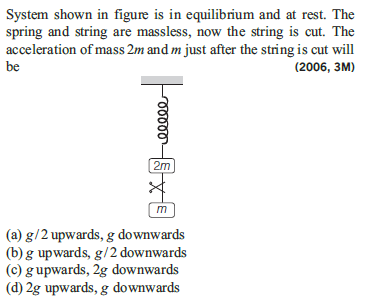 System shown in figure is in equilibrium and at rest. The
spring and string are massless, now the string is cut. The
acceleration of mass 2m and m just after the string is cut will
be (2006, 3M)
2m
m
(a) g/2 upwards, g downwards
(b) g upwards, g/2 downwards
(c) g upwards, 2g downwards
(d) 2g upwards, g downwards